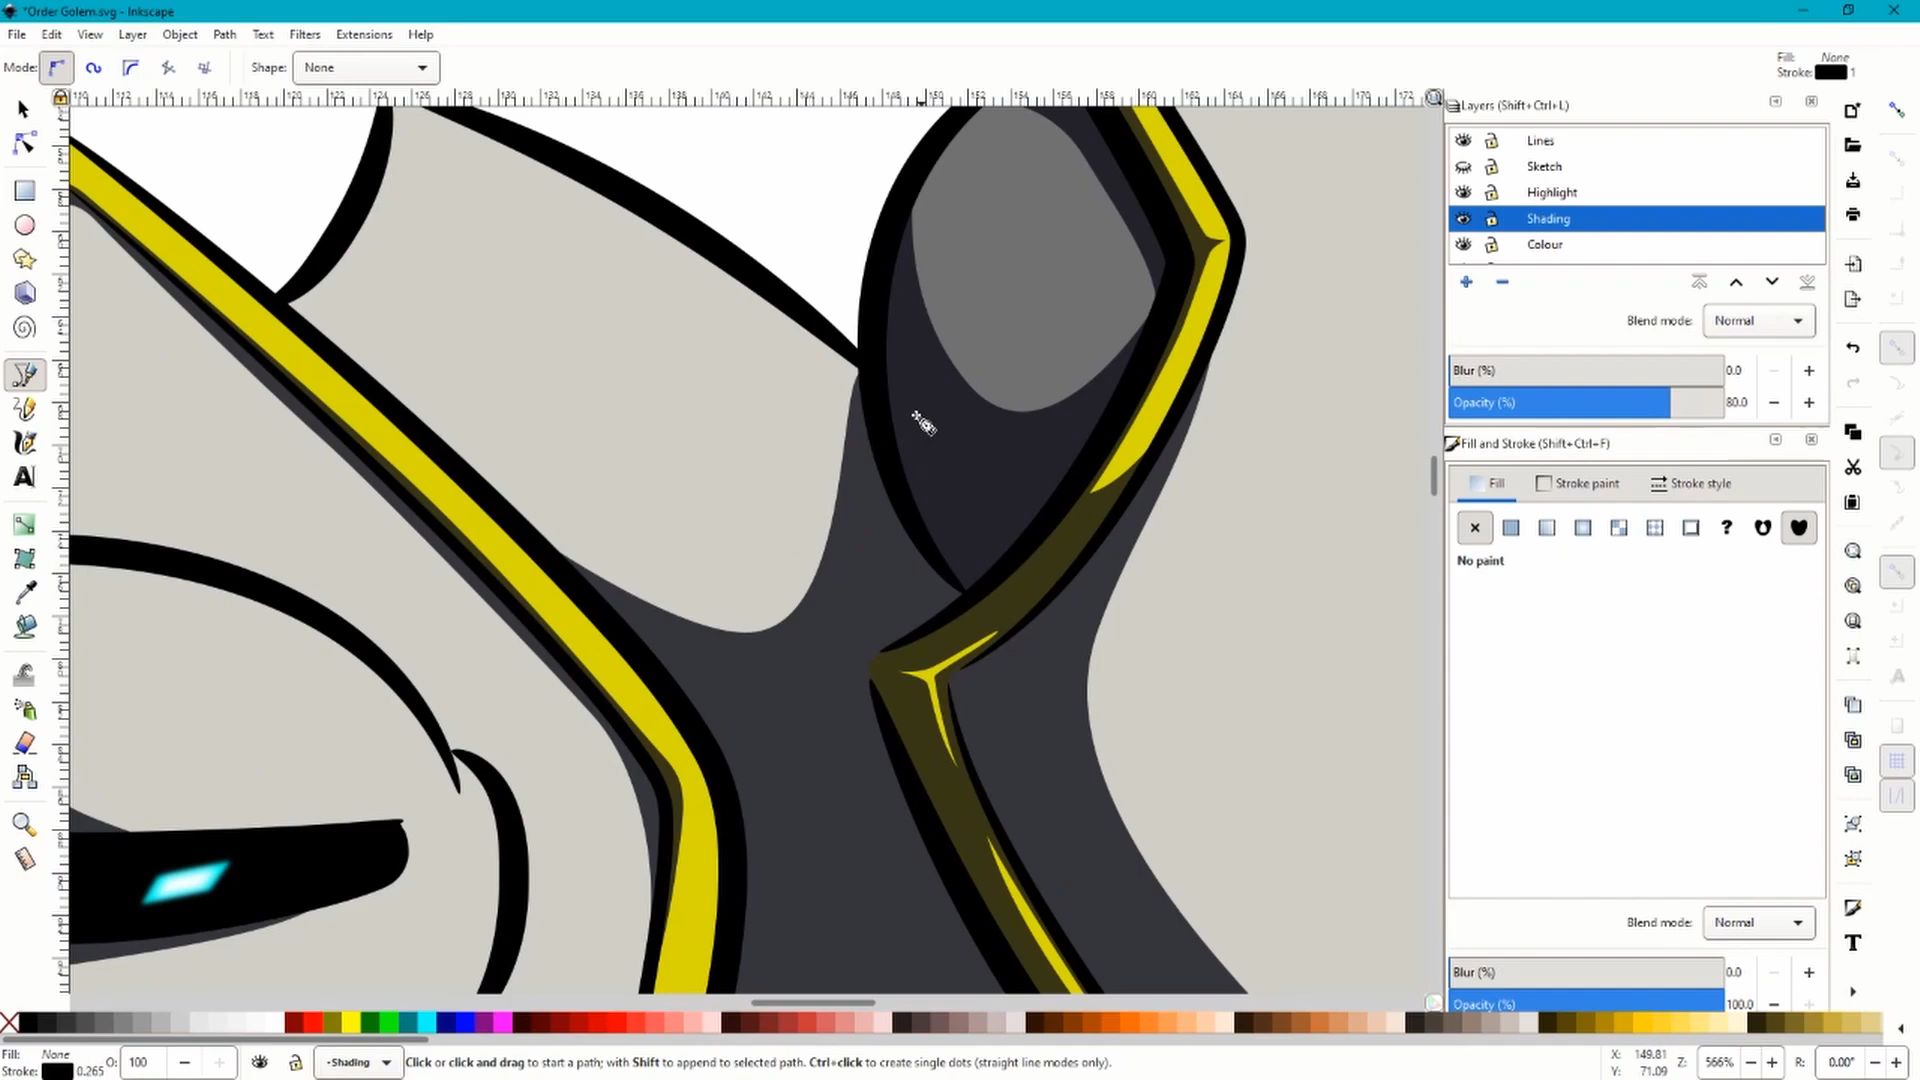 *Order Golem.svg - Inkscape
File Edit View Layer Object Path Text Filters Extensions Help
Mode: Shape: None
Fill: None
Stroke: 1
Layers (Shift+Ctrl+L)
Lines
Sketch
Highlight
Shading
Colour
Blend mode: Normal
Blur (%) 0.0
Opacity (%) 80.0
Fill and Stroke (Shift+Ctrl+F)
Fill Stroke paint Stroke style
No paint
Blend mode: Normal
Blur (%) 0.0
Opacity (%) 100.0
Fill: None
Stroke: 0.265
O: 100
-Shading
Click or click and drag to start a path; with Shift to append to selected path. Ctrl+click to create single dots (straight line modes only).
X: 149.81
Y: 71.09
Z: 566%
R: 0.00°